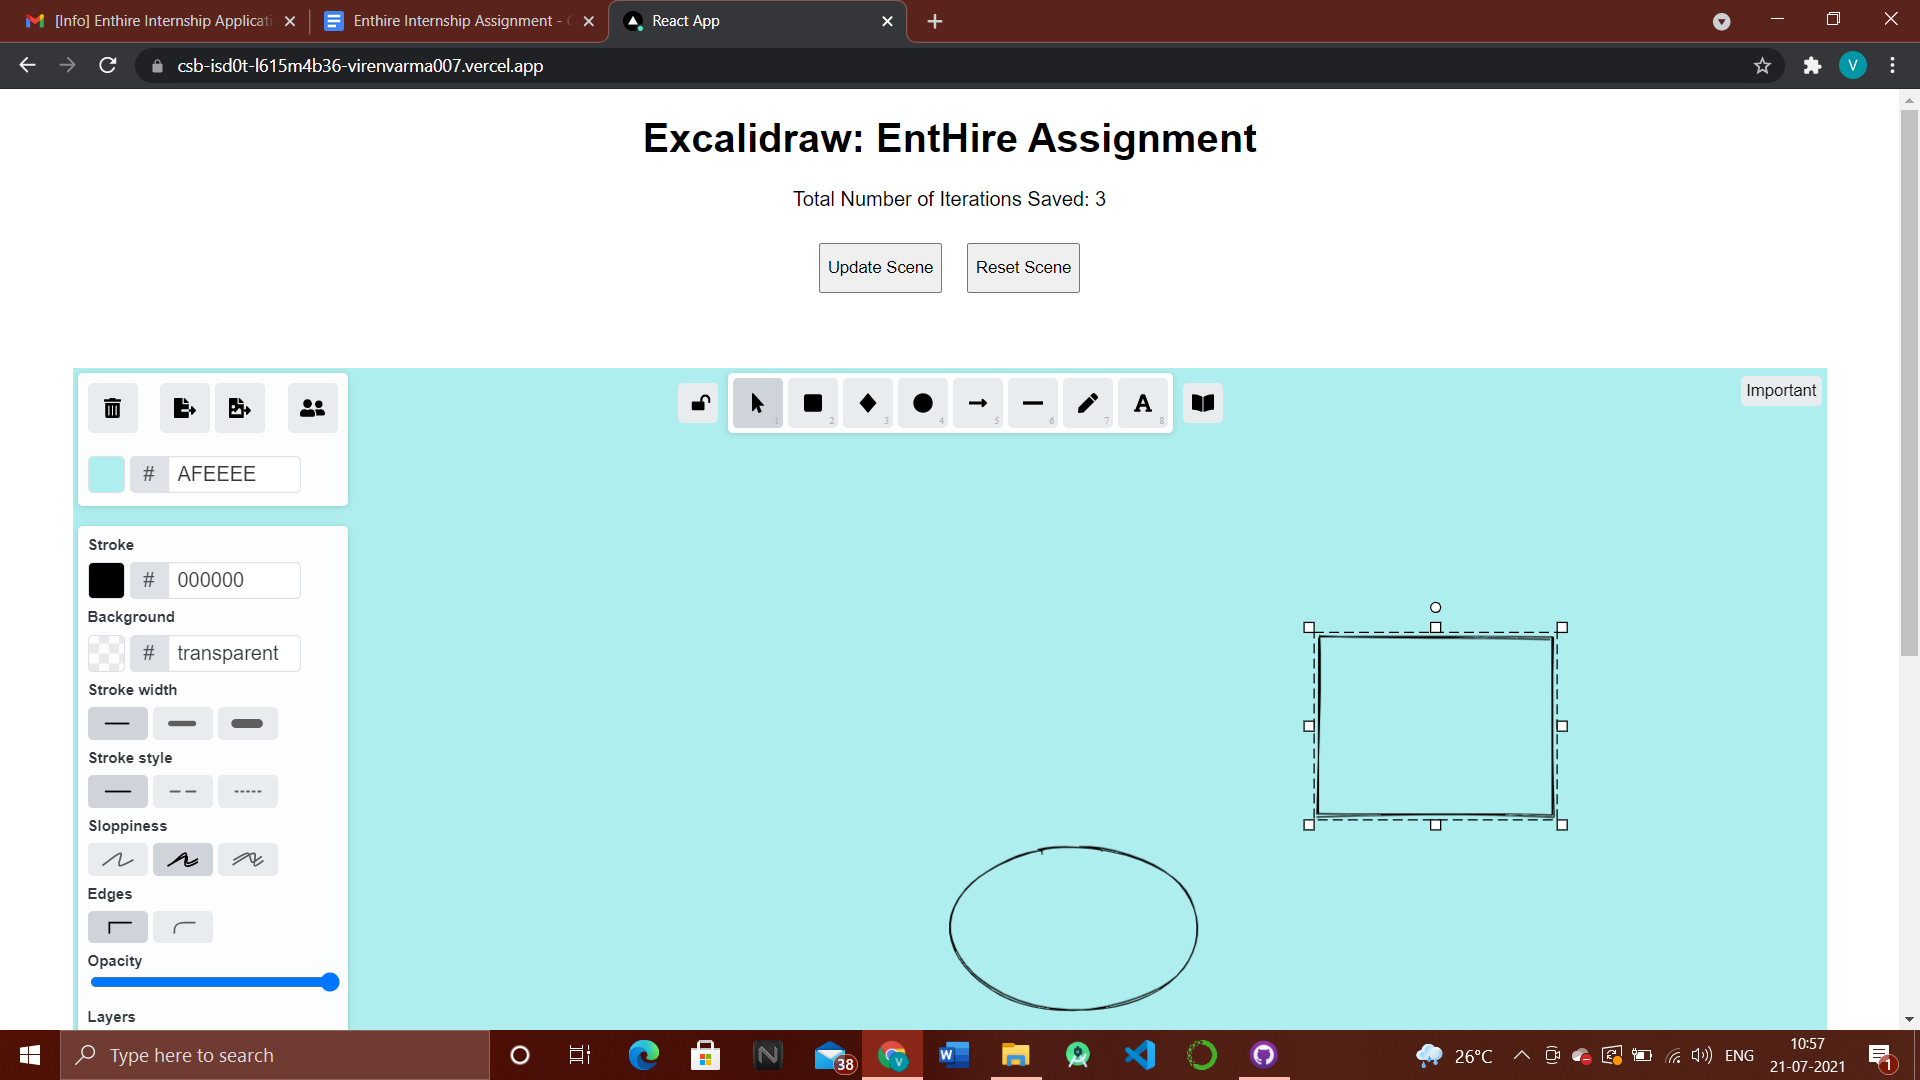 [Info] Enthire Internship Applicati
Enthire Internship Assignment -
React App
csb-isd0t-l615m4b36-virenvarma007.vercel.app
V
Excalidraw: EntHire Assignment
Total Number of Iterations Saved: 3
Update Scene
Reset Scene
1
2
3
4
5
6
A
7
8
Important
# AFEEEE
Stroke
# 000000
Background
# transparent
Stroke width
Stroke style
Sloppiness
Edges
Opacity
Layers
Type here to search
38
V
W
26°C
ENG
10:57
21-07-2021
1